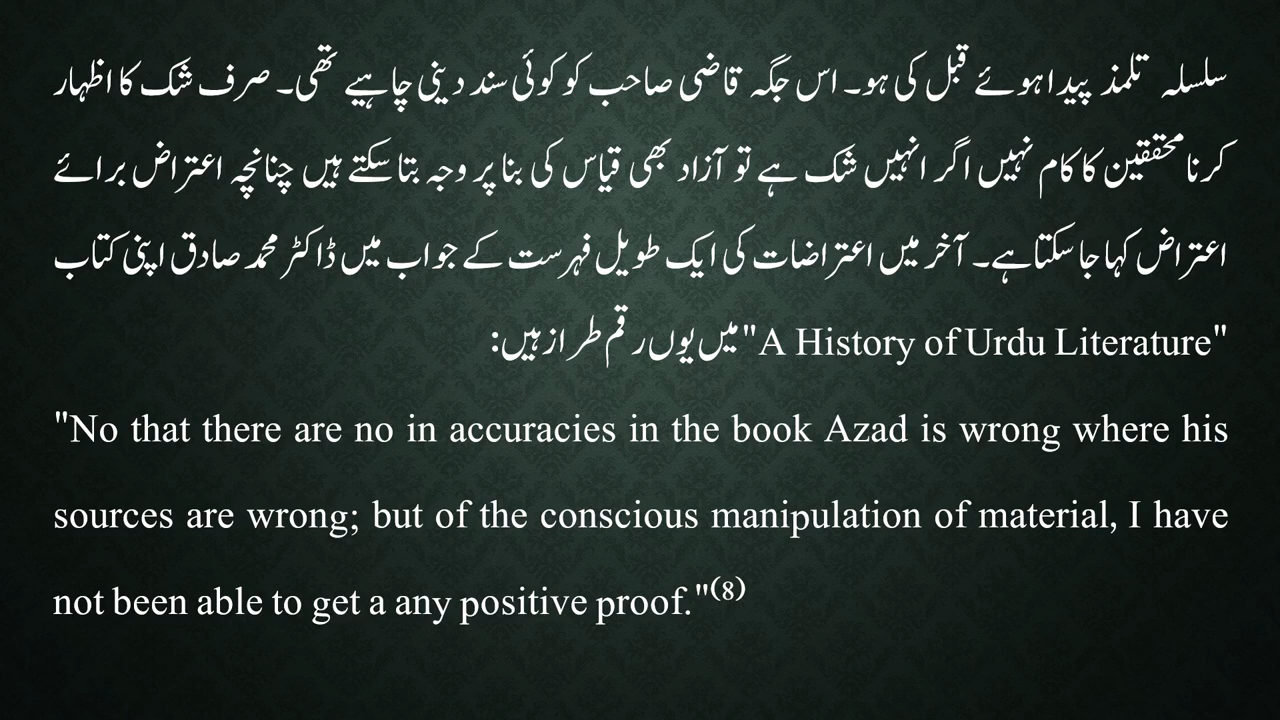 سلسلہ تلمذ پیدا ہوئے قبل کی ہو۔ اس جگہ قاضی صاحب کو کوئی سند دینی چاہیے تھی۔ صرف شک کا اظہار
کرنا محققین کا کام نہیں اگر انہیں شک ہے تو آزاد بھی قیاس کی بنا پر وجہ بتا سکتے ہیں چنانچہ اعتراض برائے
اعتراض کہا جا سکتا ہے۔ آخر میں اعتراضات کی ایک طویل فہرست کے جواب میں ڈاکٹر محمد صادق اپنی کتاب
"A History of Urdu Literature" میں یوں رقم طراز ہیں:
"No that there are no in accuracies in the book Azad is wrong where his
sources are wrong; but of the conscious manipulation of material, I have
not been able to get a any positive proof."(8)